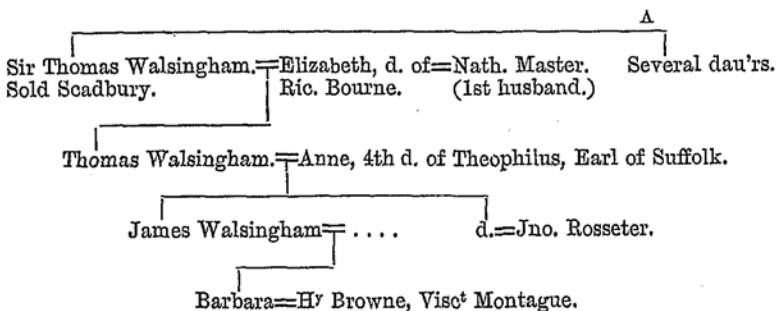 A
Sir Thomas Walsingham.=Elizabeth, d. of=Nath. Master. Several dau'rs.
Sold Scadbury. Ric. Bourne. (1st husband.)
Thomas Walsingham.=Anne, 4th d. of Theophilus, Earl of Suffolk.
James Walsingham=.... d.=Jno. Rosseter.
Barbara=Hy Browne, Visct Montague.